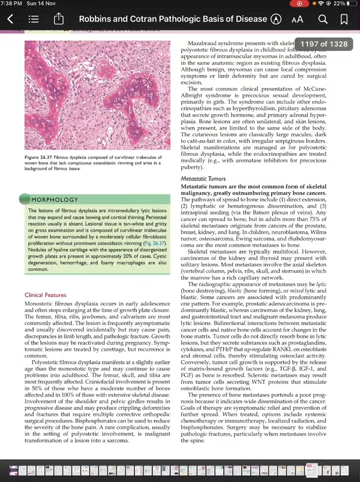 7:38 PM Sun 14 Nov
22%
Robbins and Cotran Pathologic Basis of Disease
AA
1197 of 1328
Mazabraud syndrome presents with skel
polyostotic fibrous dysplasia in childhood fol
appearance of intramuscular myxomas in adulthood, often
in the same anatomic region as existing fibrous dysplasia.
Although benign, myxomas can cause local compression
symptoms or limb deformity but are cured by surgical
excision.
The most common clinical presentation of McCune-
Albright syndrome is precocious sexual development,
primarily in girls. The syndrome can include other endo-
crinopathies such as hyperthyroidism, pituitary adenomas
that secrete growth hormone, and primary adrenal hyper-
plasia. Bone lesions are often unilateral, and skin lesions,
when present, are limited to the same side of the body.
The cutaneous lesions are classically large macules, dark
to café-au-lait in color, with irregular serpiginous borders.
Skeletal manifestations are managed as for polyostotic
fibrous dysplasia, while the endocrinopathies are treated
medically (e.g., with aromatase inhibitors for precocious
puberty).
Metastatic Tumors
Metastatic tumors are the most common form of skeletal
malignancy, greatly outnumbering primary bone cancers.
The pathways of spread to bone include (1) direct extension,
(2) lymphatic or hematogenous dissemination, and (3)
intraspinal seeding (via the Batson plexus of veins). Any
cancer can spread to bone, but in adults more than 75% of
skeletal metastases originate from cancers of the prostate,
breast, kidney, and lung. In children, neuroblastoma, Wilms
tumor, osteosarcoma, Ewing sarcoma, and rhabdomyosar-
coma are the most common metastases to bone.
Skeletal metastases are typically multifocal. However,
carcinomas of the kidney and thyroid may present with
solitary lesions. Most metastases involve the axial skeleton
(vertebral column, pelvis, ribs, skull, and sternum) in which
the marrow has a rich capillary network.
The radiographic appearance of metastases may be lytic
(bone destroying), blastic (bone forming), or mixed lytic and
blastic. Some cancers are associated with predominantly
one pattern. For example, prostate adenocarcinoma is pre-
dominantly blastic, whereas carcinomas of the kidney, lung,
and gastrointestinal tract and malignant melanoma produce
lytic lesions. Bidirectional interactions between metastatic
cancer cells and native bone cells account for changes in the
bone matrix. Tumor cells do not directly resorb bone in lytic
lesions, but they secrete substances such as prostaglandins,
cytokines, and PTHrP that up-regulate RANKL on osteoblasts
and stromal cells, thereby stimulating osteoclast activity.
Conversely, tumor cell growth is supported by the release
of matrix-bound growth factors (e.g., TGF-β, IGF-1, and
FGF) as bone is resorbed. Sclerotic metastases may result
from tumor cells secreting WNT proteins that stimulate
osteoblastic bone formation.
The presence of bone metastases portends a poor prog-
nosis because it indicates wide dissemination of the cancer.
Goals of therapy are symptomatic relief and prevention of
further spread. When treated, options include systemic
chemotherapy or immunotherapy, localized radiation, and
bisphosphonates. Surgery may be necessary to stabilize
pathologic fractures, particularly when metastases involve
the spine.
Figure 26.37 Fibrous dysplasia composed of curvilinear trabeculae of
woven bone that lack conspicuous osteoblastic rimming and arise in a
background of fibrous tissue.
MORPHOLOGY
The lesions of fibrous dysplasia are intramedullary lytic lesions
that may expand and cause bowing and cortical thinning. Periosteal
reaction usually is absent. Lesional tissue is tan-white and gritty
on gross examination and is composed of curvilinear trabeculae
of woven bone surrounded by a moderately cellular fibroblastic
proliferation without prominent osteoblastic rimming (Fig. 26.37).
Nodules of hyaline cartilage with the appearance of disorganized
growth plates are present in approximately 20% of cases. Cystic
degeneration, hemorrhage, and foamy macrophages are also
common.
Clinical Features
Monostotic fibrous dysplasia occurs in early adolescence
and often stops enlarging at the time of growth plate closure.
The femur, tibia, ribs, jawbones, and calvarium are most
commonly affected. The lesion is frequently asymptomatic
and usually discovered incidentally but may cause pain,
discrepancies in limb length, and pathologic fracture. Growth
of the lesions may be reactivated during pregnancy. Symp-
tomatic lesions are treated by curettage, but recurrence is
common.
Polyostotic fibrous dysplasia manifests at a slightly earlier
age than the monostotic type and may continue to cause
problems into adulthood. The femur, skull, and tibia are
most frequently affected. Craniofacial involvement is present
in 50% of those who have a moderate number of bones
affected and in 100% of those with extensive skeletal disease.
Involvement of the shoulder and pelvic girdles results in
progressive disease and may produce crippling deformities
and fractures that require multiple corrective orthopedic
surgical procedures. Bisphosphonates can be used to reduce
the severity of the bone pain. A rare complication, usually
in the setting of polyostotic involvement, is malignant
transformation of a lesion into a sarcoma.